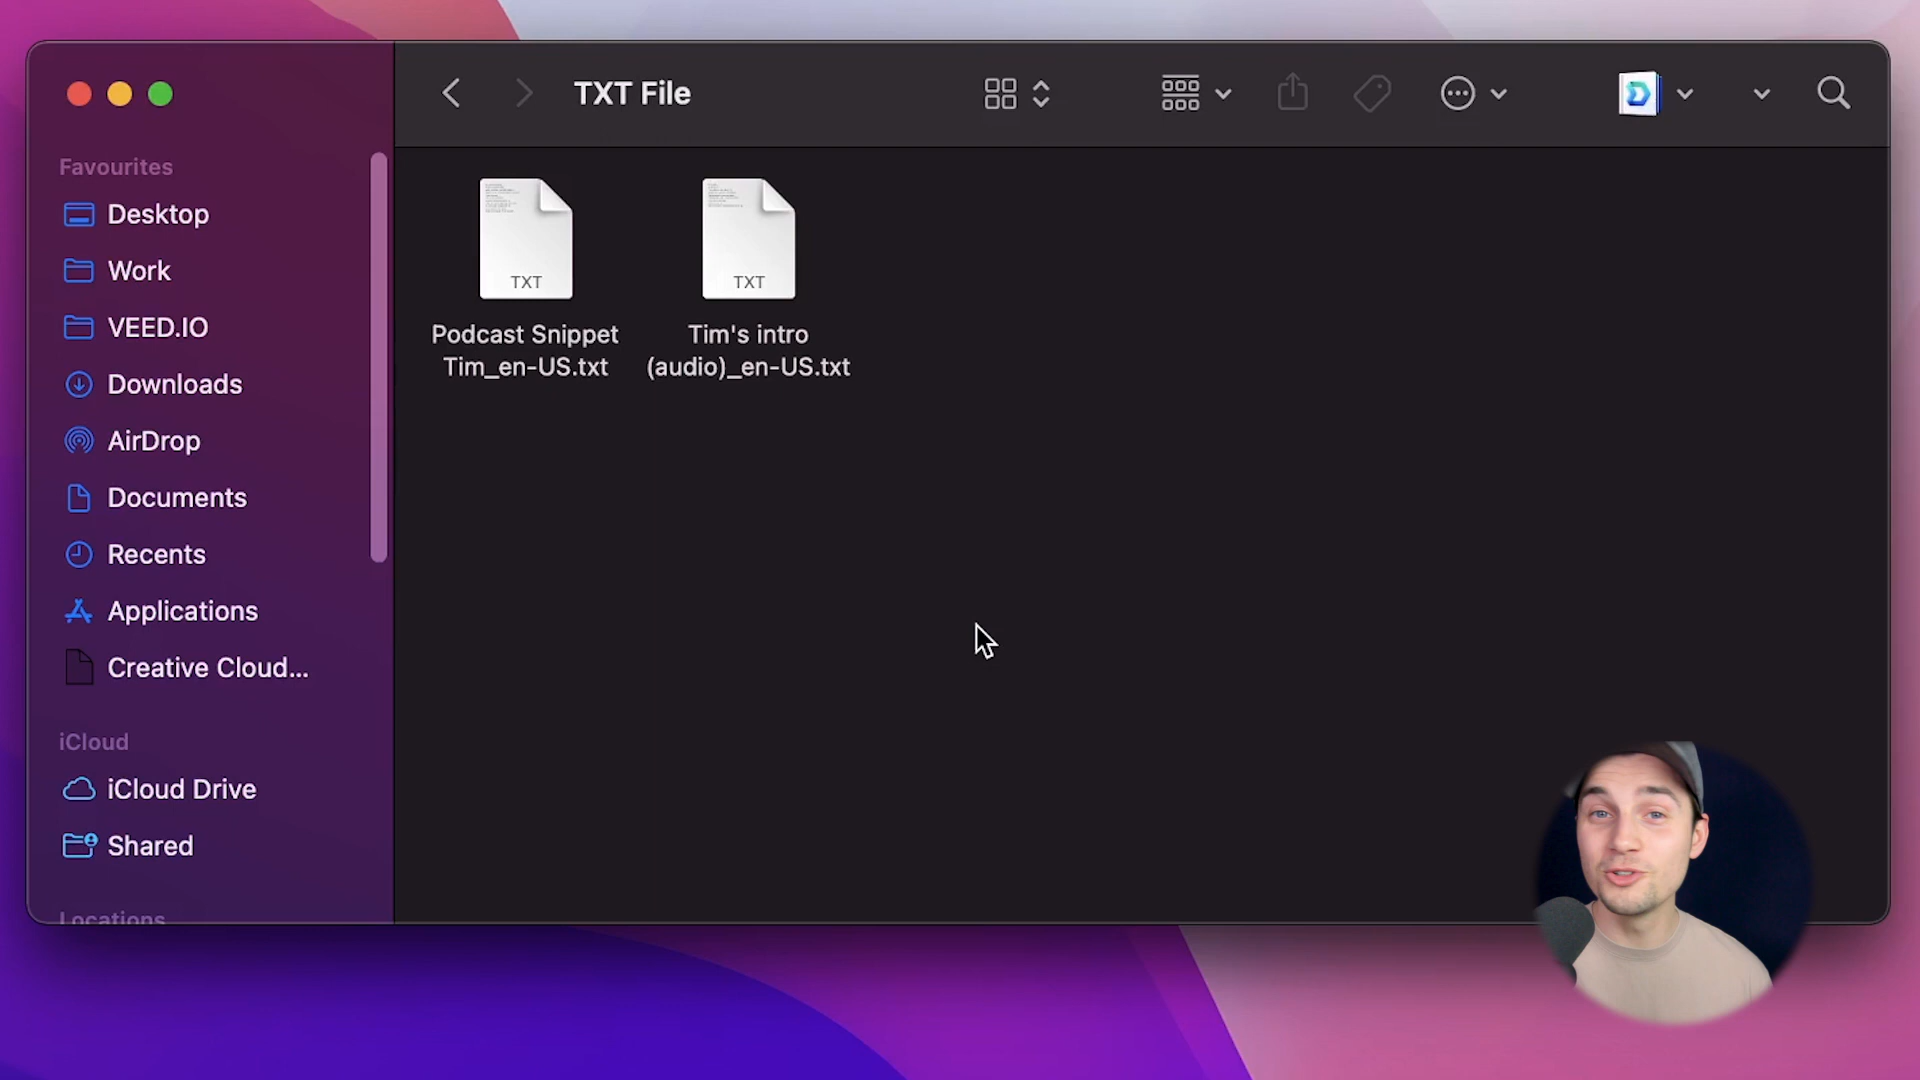 TXT File
Favourites
Desktop
Work
VEED.IO
Downloads
AirDrop
Documents
Recents
Applications
Creative Cloud...
iCloud
iCloud Drive
Shared
Locations
TXT
TXT
Podcast Snippet
Tim_en-US.txt
Tim's intro
(audio)_en-US.txt